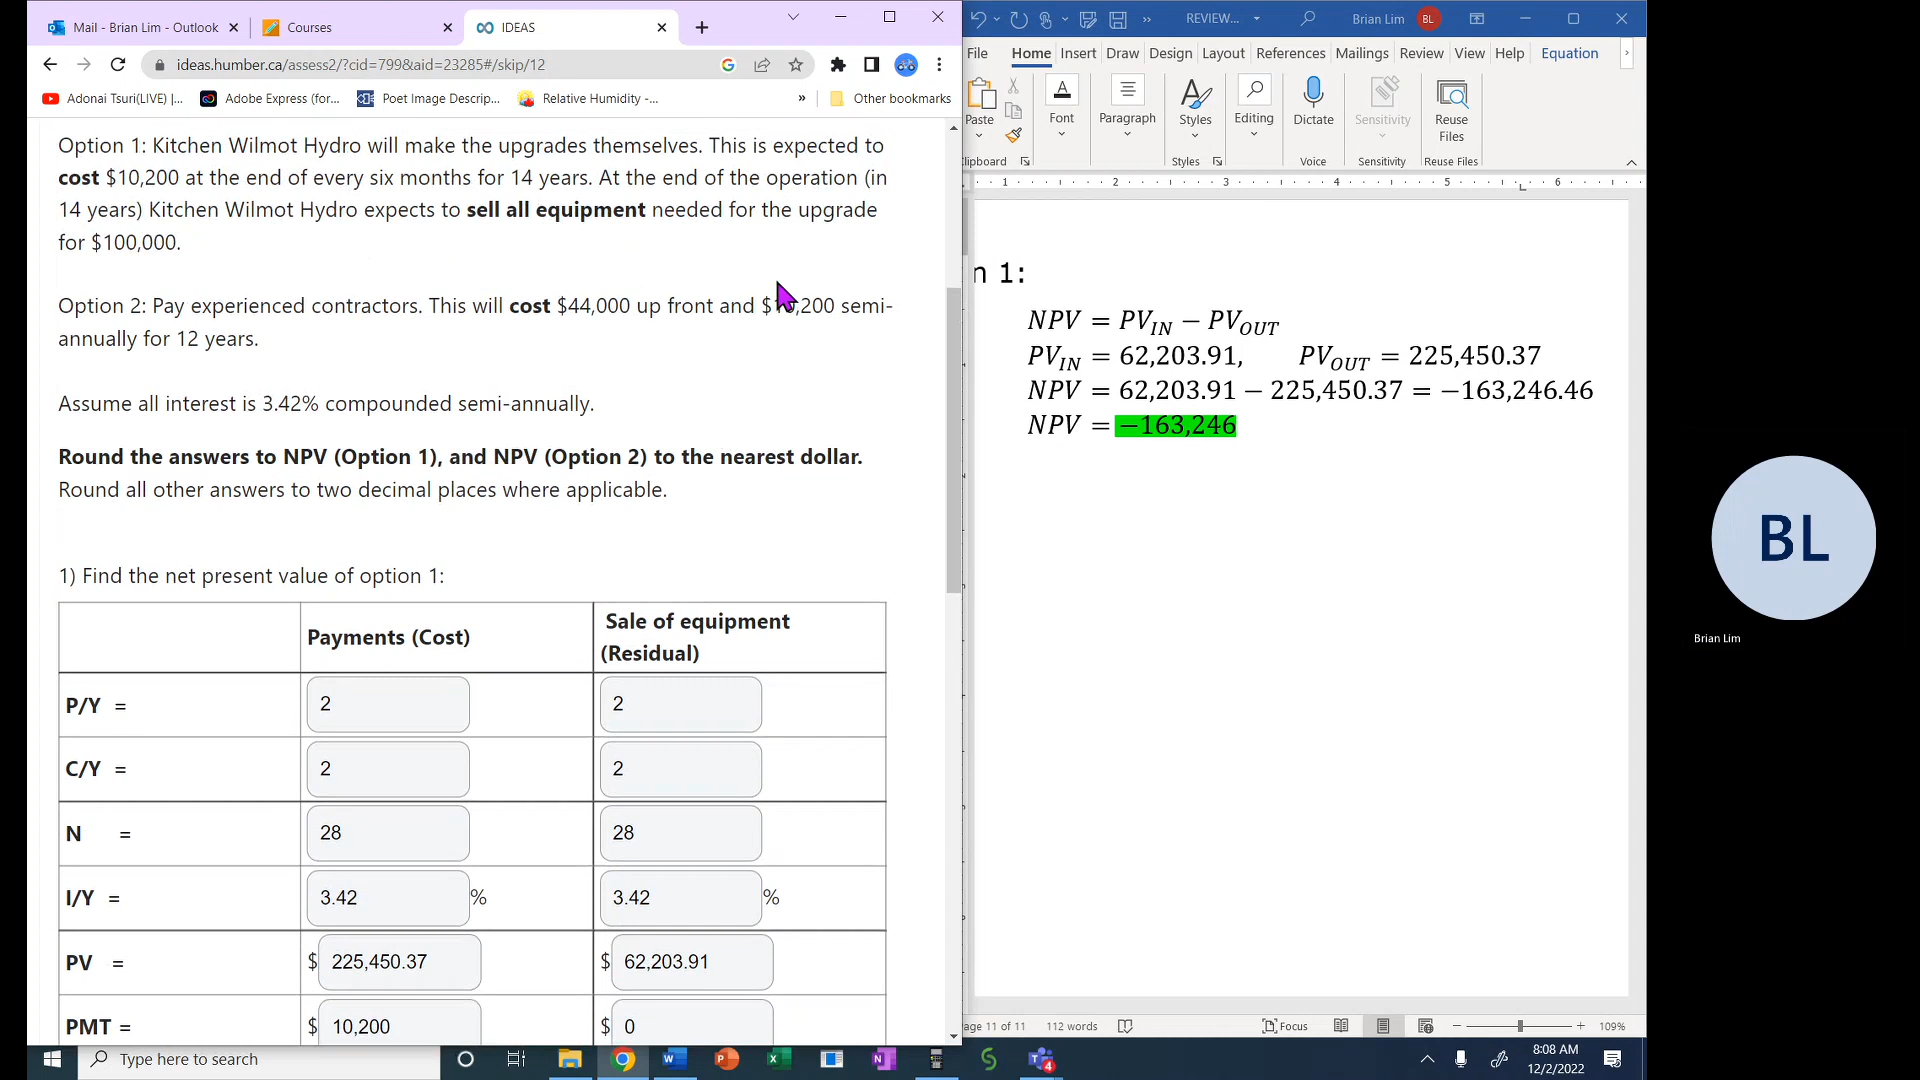 Mail - Brian Lim - Outlook
Courses
IDEAS
ideas.humber.ca/assess2/?cid=799&aid=23285#/skip/12
Adonai Tsuri(LIVE) |...
Adobe Express (for...
Poet Image Descrip...
Relative Humidity -...
»
Other bookmarks
Option 1: Kitchen Wilmot Hydro will make the upgrades themselves. This is expected to
cost $10,200 at the end of every six months for 14 years. At the end of the operation (in
14 years) Kitchen Wilmot Hydro expects to sell all equipment needed for the upgrade
for $100,000.
Option 2: Pay experienced contractors. This will cost $44,000 up front and $ ,200 semi-
annually for 12 years.
Assume all interest is 3.42% compounded semi-annually.
Round the answers to NPV (Option 1), and NPV (Option 2) to the nearest dollar.
Round all other answers to two decimal places where applicable.
1) Find the net present value of option 1:
Payments (Cost)
Sale of equipment
(Residual)
P/Y = 2 2
C/Y = 2 2
N = 28 28
I/Y = 3.42 % 3.42 %
PV = $ 225,450.37 $ 62,203.91
PMT = $ 10,200 $ 0
REVIEW...
Brian Lim BL
File Home Insert Draw Design Layout References Mailings Review View Help Equation
Paste
Font
Paragraph
Styles
Editing
Dictate
Sensitivity
Reuse
Files
lipboard
Styles
Voice
Sensitivity
Reuse Files
1 2 3 4 5 6
n 1:
NPV = PV_IN − PV_OUT
PV_IN = 62,203.91, PV_OUT = 225,450.37
NPV = 62,203.91 − 225,450.37 = −163,246.46
NPV = −163,246
age 11 of 11
112 words
Focus
109%
BL
Brian Lim
Type here to search
4
8:08 AM
12/2/2022